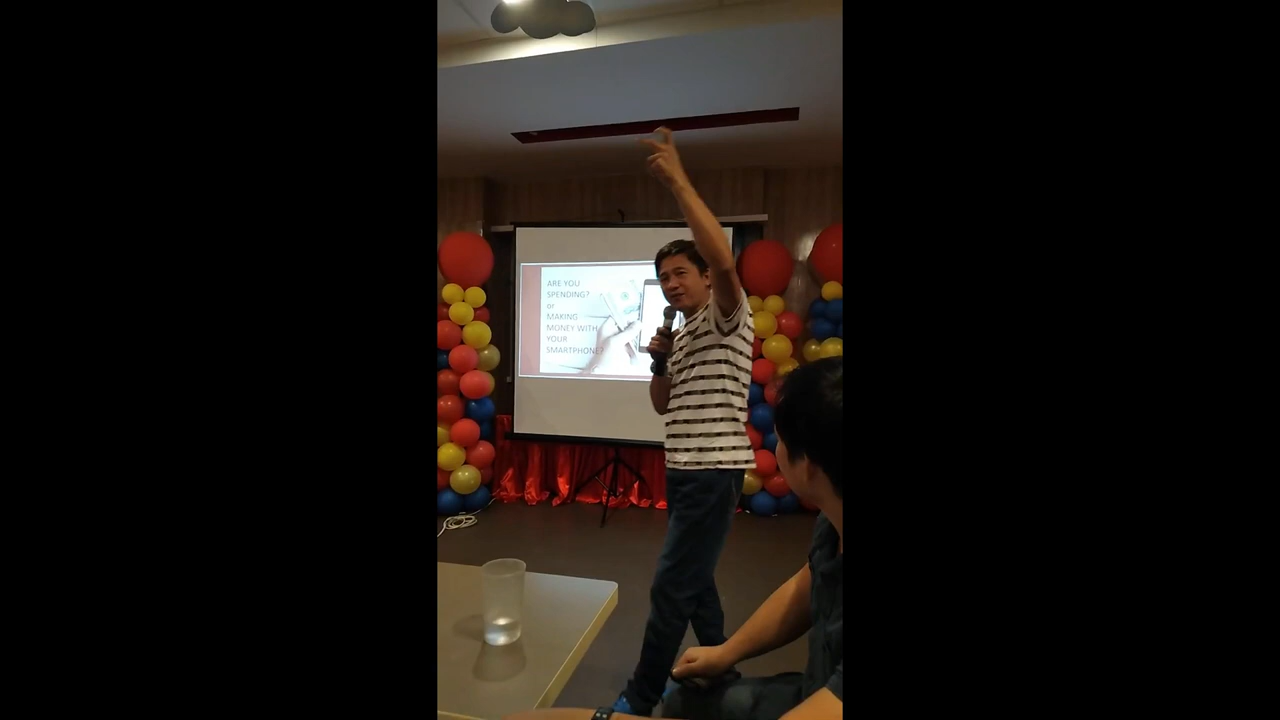 ARE YOU
SPENDING?
or
MAKING
MONEY WITH
YOUR
SMARTPHONE?